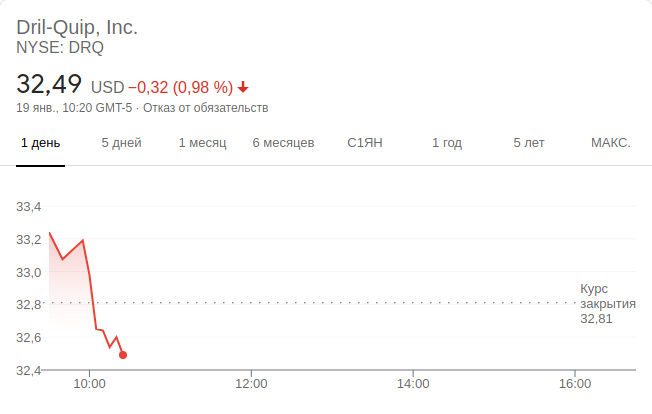 Dril-Quip, Inc.
NYSE: DRQ
32,49 USD −0,32 (0,98 %)
19 янв., 10:20 GMT-5 · Отказ от обязательств
1 день 5 дней 1 месяц 6 месяцев С1ЯН 1 год 5 лет МАКС.
33,4
33,2
33,0
32,8
32,6
32,4
Курс
закрытия
32,81
10:00 12:00 14:00 16:00